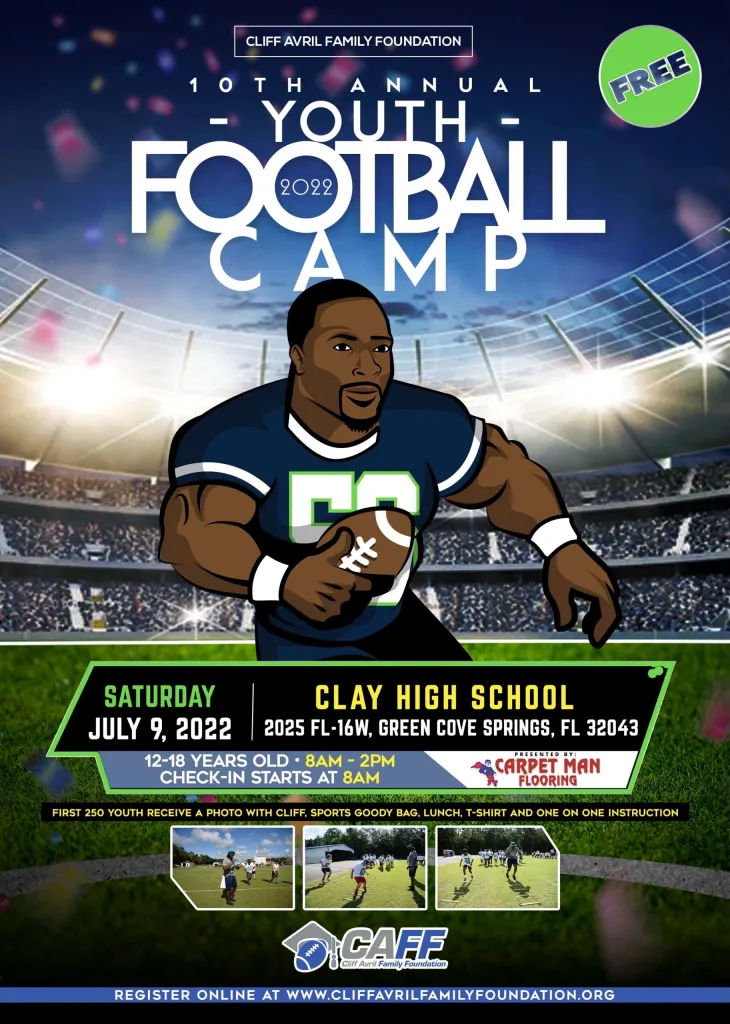 CLIFF AVRIL FAMILY FOUNDATION
FREE
10TH ANNUAL
- YOUTH -
FOOTBALL
2022
CAMP
SATURDAY
JULY 9, 2022
CLAY HIGH SCHOOL
2025 FL-16W, GREEN COVE SPRINGS, FL 32043
12-18 YEARS OLD • 8AM - 2PM
CHECK-IN STARTS AT 8AM
PRESENTED BY:
CARPET MAN
FLOORING
FIRST 250 YOUTH RECEIVE A PHOTO WITH CLIFF, SPORTS GOODY BAG, LUNCH, T-SHIRT AND ONE ON ONE INSTRUCTION
CAFF
Cliff Avril Family Foundation
REGISTER ONLINE AT WWW.CLIFFAVRILFAMILYFOUNDATION.ORG